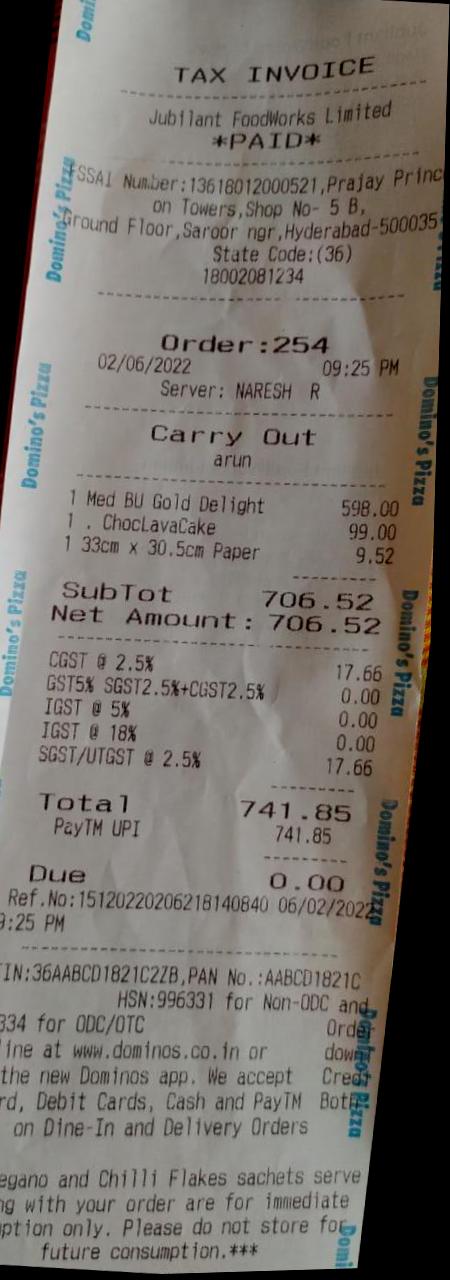 TAX INVOICE
Jubilant FoodWorks Limited
*PAID*
FSSAI Number:13618012000521,Prajay Princ
on Towers,Shop No- 5 B,
Ground Floor,Saroor ngr,Hyderabad-500035
State Code:(36)
18002081234
Order:254
02/06/2022 09:25 PM
Server: NARESH R
Carry Out
arun
1 Med BU Gold Delight 598.00
1 . ChocLavaCake 99.00
1 33cm x 30.5cm Paper 9.52
SubTot 706.52
Net Amount: 706.52
CGST @ 2.5% 17.66
GST5% SGST2.5%+CGST2.5% 0.00
IGST @ 5% 0.00
IGST @ 18% 0.00
SGST/UTGST @ 2.5% 17.66
Total 741.85
PayTM UPI 741.85
Due 0.00
Ref.No:15120220206218140840 06/02/2022
9:25 PM
TIN:36AABCD1821C2ZB,PAN No.:AABCD1821C
HSN:996331 for Non-ODC and
334 for ODC/OTC Order
line at www.dominos.co.in or down
the new Dominos app. We accept Cred
rd, Debit Cards, Cash and PayTM Both
on Dine-In and Delivery Orders
egano and Chilli Flakes sachets serve
ng with your order are for immediate
ption only. Please do not store for
future consumption.***
Domino's Pizza
Domino's Pizza
Domino's Pizza
Domino's Pizza
Domino's Pizza
Domino's Pizza